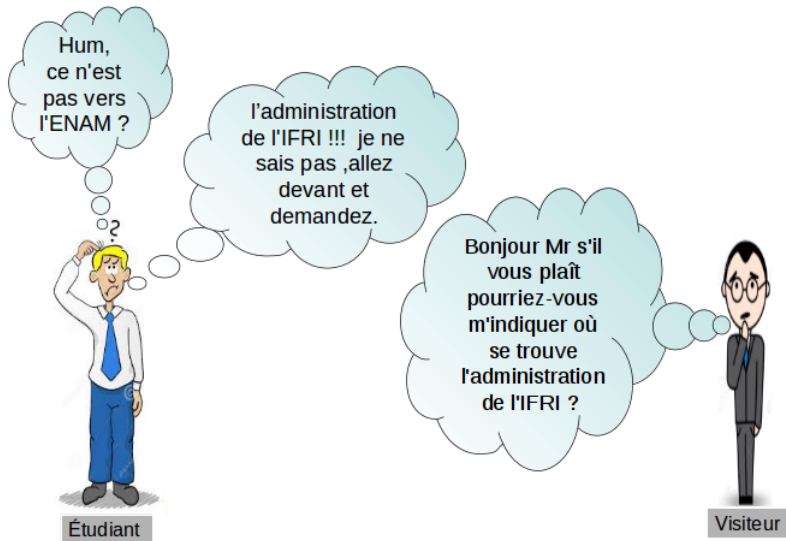 Hum,
ce n'est
pas vers
l'ENAM ?
l’administration
de l'IFRI !!!  je ne
sais pas ,allez
devant et
demandez.
?
Bonjour Mr s'il
vous plaît
pourriez-vous
m'indiquer où
se trouve
l'administration
de l'IFRI ?
Étudiant
Visiteur